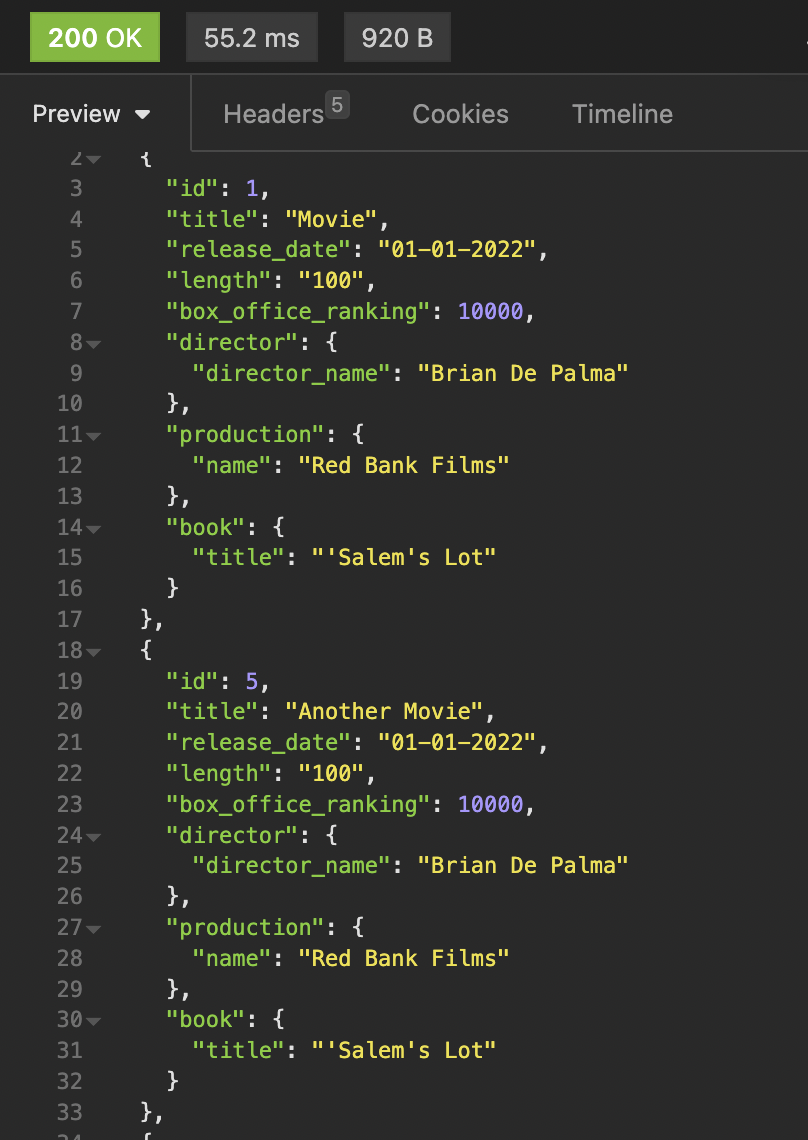 200 OK 55.2 ms 920 B
Preview Headers 5 Cookies Timeline
2 {
3 "id": 1,
4 "title": "Movie",
5 "release_date": "01-01-2022",
6 "length": "100",
7 "box_office_ranking": 10000,
8 "director": {
9 "director_name": "Brian De Palma"
10 },
11 "production": {
12 "name": "Red Bank Films"
13 },
14 "book": {
15 "title": "'Salem's Lot"
16 }
17 },
18 {
19 "id": 5,
20 "title": "Another Movie",
21 "release_date": "01-01-2022",
22 "length": "100",
23 "box_office_ranking": 10000,
24 "director": {
25 "director_name": "Brian De Palma"
26 },
27 "production": {
28 "name": "Red Bank Films"
29 },
30 "book": {
31 "title": "'Salem's Lot"
32 }
33 },
34 {